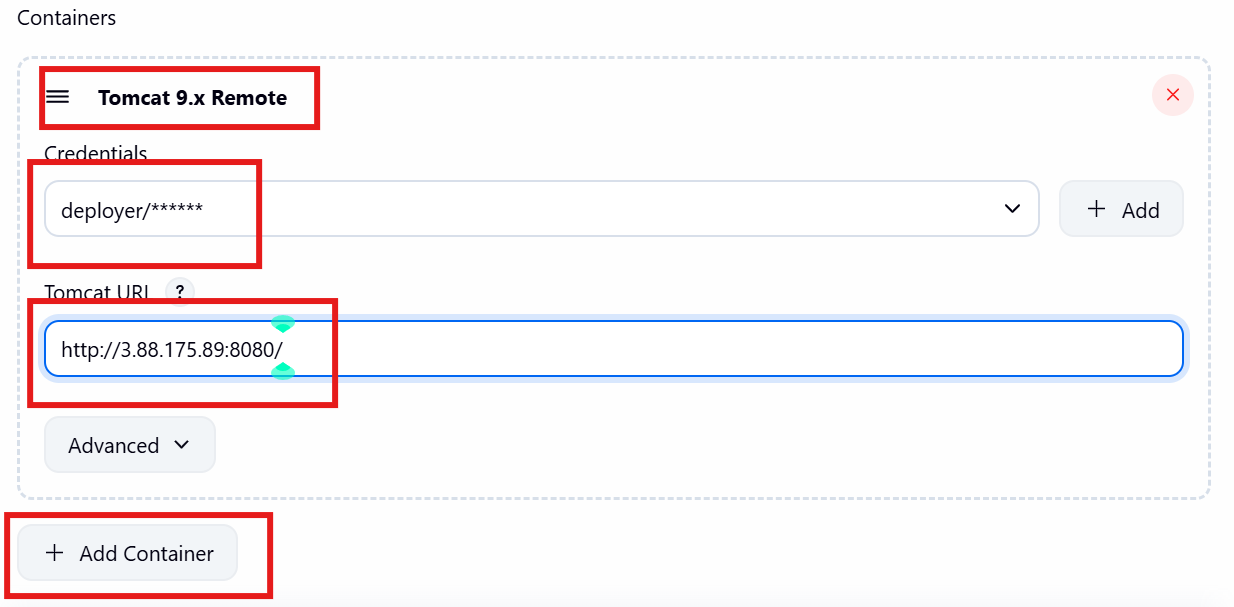 Containers
Tomcat 9.x Remote
Credentials
deployer/******
+ Add
Tomcat URL ?
http://3.88.175.89:8080/
Advanced
+ Add Container